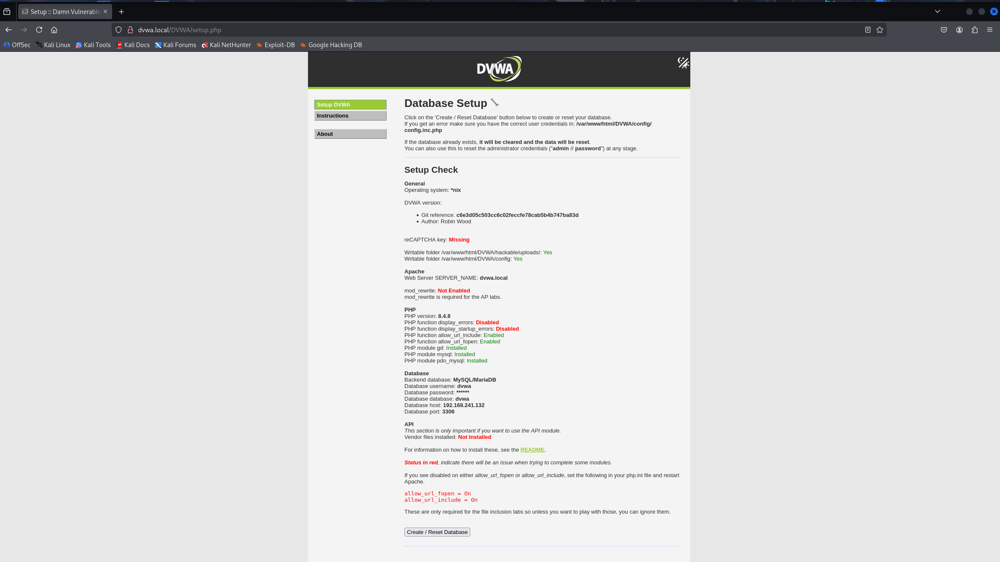 Setup :: Damn Vulnerable
dvwa.local/DVWA/setup.php
OffSec Kali Linux Kali Tools Kali Docs Kali Forums Kali NetHunter Exploit-DB Google Hacking DB
DVWA
Setup DVWA
Instructions
About
Database Setup
Click on the 'Create / Reset Database' button below to create or reset your database.
If you get an error make sure you have the correct user credentials in: /var/www/html/DVWA/config/
config.inc.php
If the database already exists, it will be cleared and the data will be reset.
You can also use this to reset the administrator credentials ("admin // password") at any stage.
Setup Check
General
Operating system: *nix
DVWA version:
• Git reference: c6e3d05c503cc6c02feccfe78cab5b4b747ba83d
• Author: Robin Wood
reCAPTCHA key: Missing
Writable folder /var/www/html/DVWA/hackable/uploads/: Yes
Writable folder /var/www/html/DVWA/config: Yes
Apache
Web Server SERVER_NAME: dvwa.local
mod_rewrite: Not Enabled
mod_rewrite is required for the AP labs.
PHP
PHP version: 8.4.8
PHP function display_errors: Disabled
PHP function display_startup_errors: Disabled
PHP function allow_url_include: Enabled
PHP function allow_url_fopen: Enabled
PHP module gd: Installed
PHP module mysql: Installed
PHP module pdo_mysql: Installed
Database
Backend database: MySQL/MariaDB
Database username: dvwa
Database password: ******
Database database: dvwa
Database host: 192.168.241.132
Database port: 3306
API
This section is only important if you want to use the API module.
Vendor files installed: Not Installed
For information on how to install these, see the README.
Status in red, indicate there will be an issue when trying to complete some modules.
If you see disabled on either allow_url_fopen or allow_url_include, set the following in your php.ini file and restart
Apache.
allow_url_fopen = On
allow_url_include = On
These are only required for the file inclusion labs so unless you want to play with those, you can ignore them.
Create / Reset Database